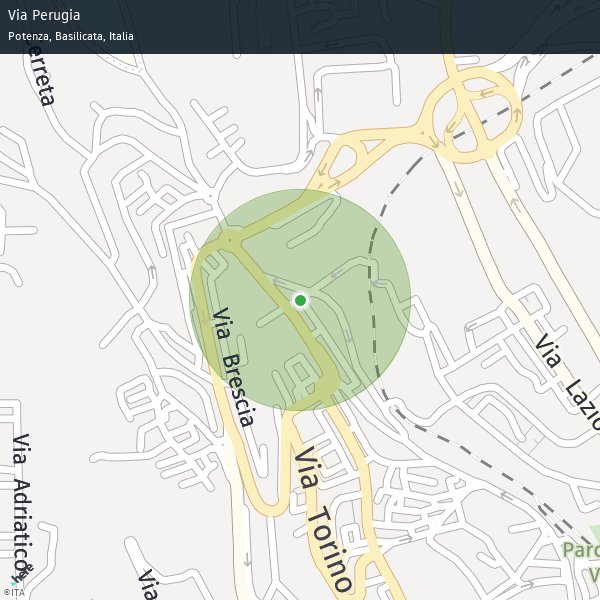 Via Perugia
Potenza, Basilicata, Italia
erreta
Via Brescia
Via Lazio
Via Adriatico
Via Torino
Parc
V
Via
©ITA